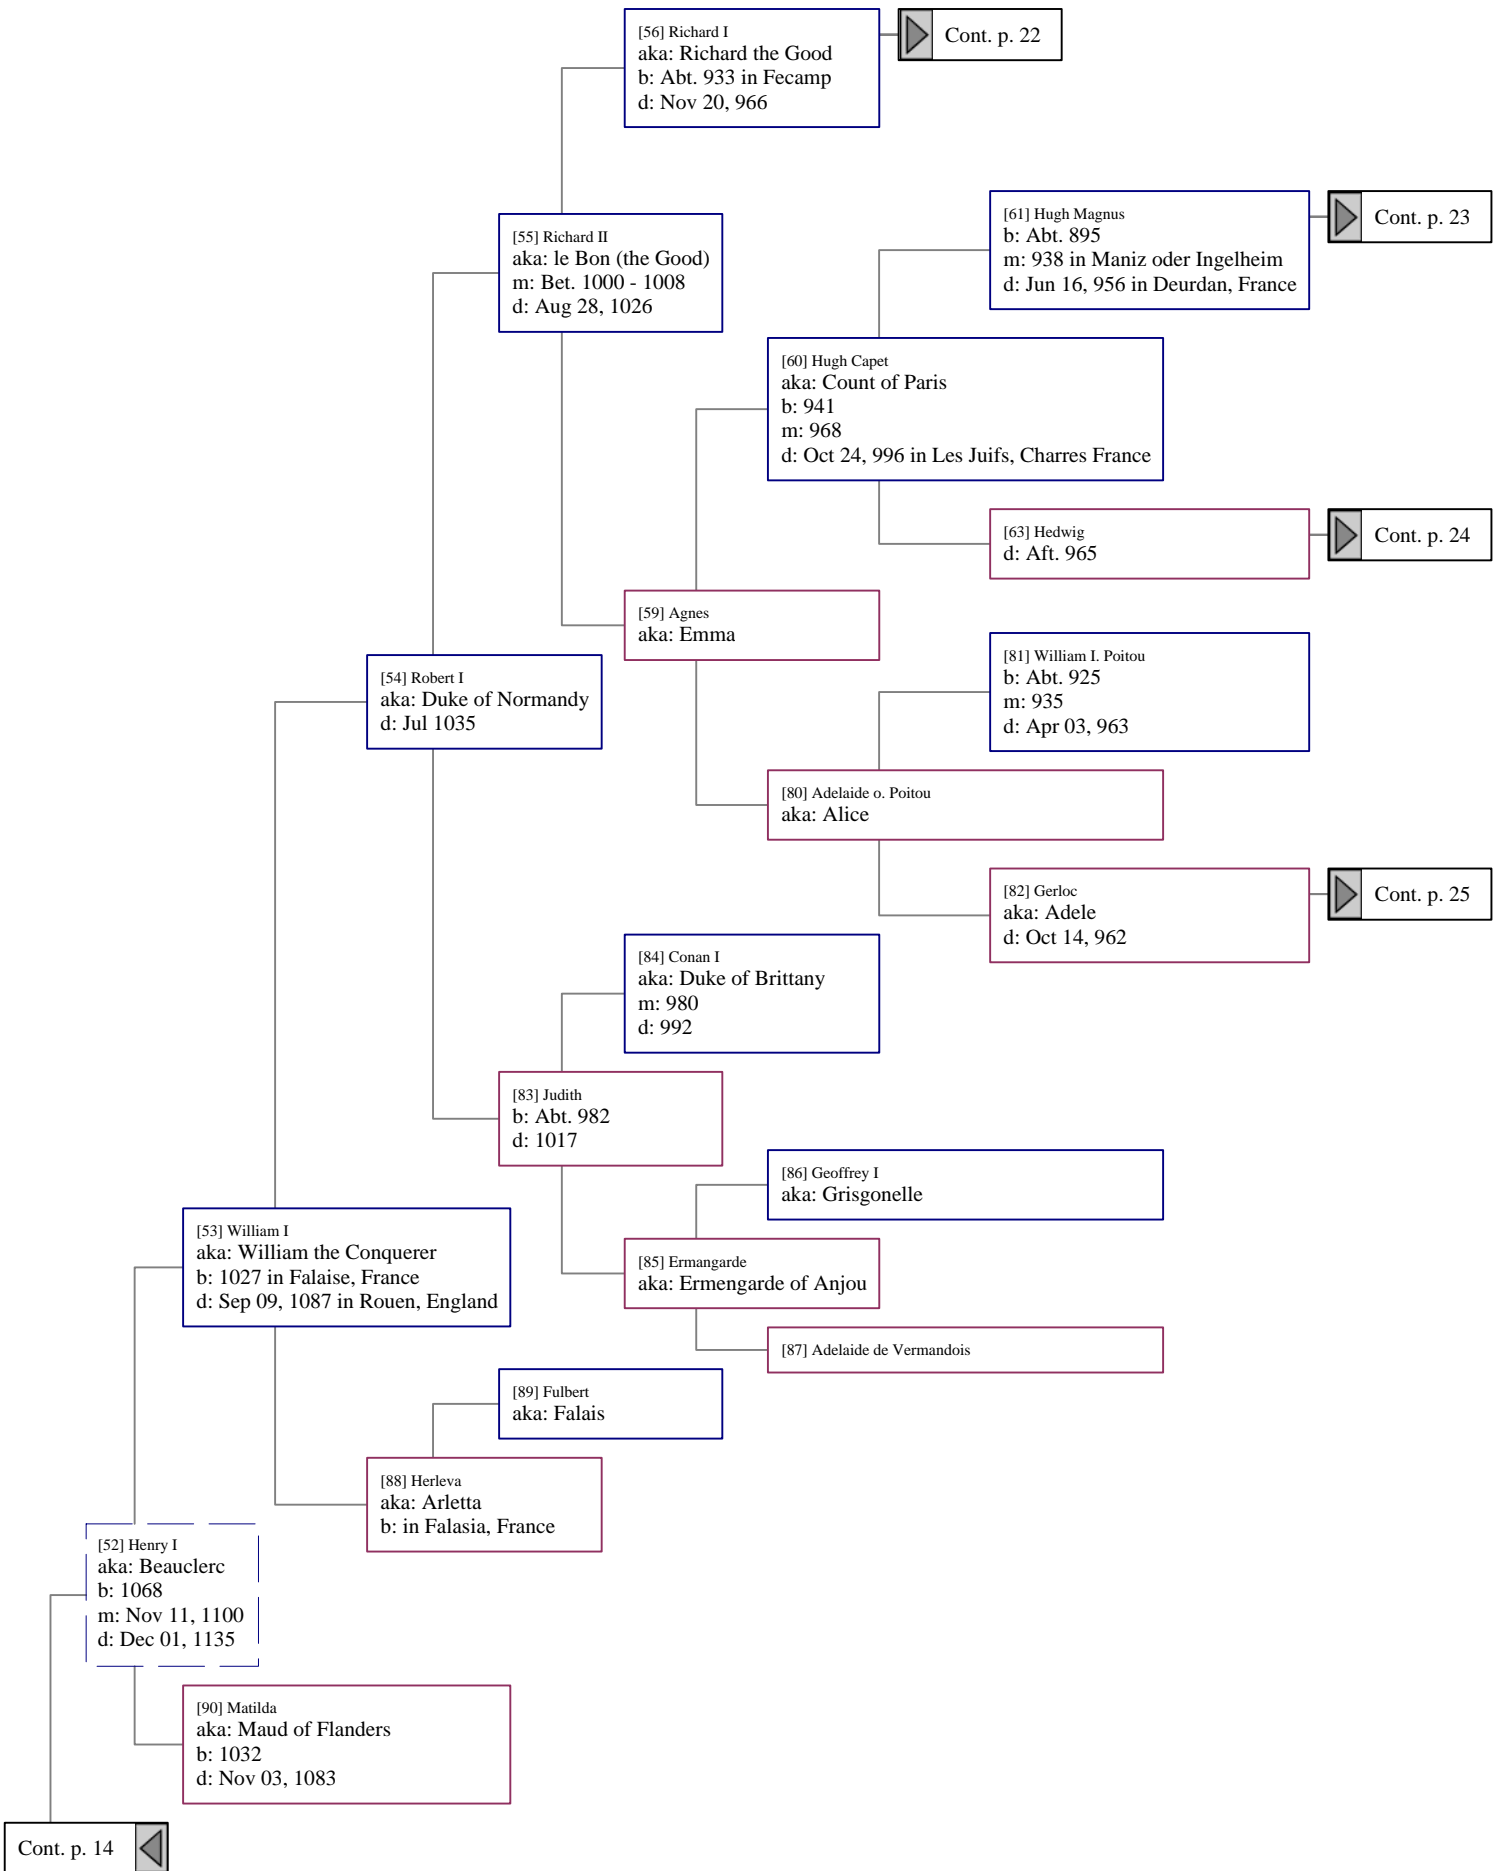 [56] Richard I
aka: Richard the Good
b: Abt. 933 in Fecamp
d: Nov 20, 966
Cont. p. 22
[61] Hugh Magnus
b: Abt. 895
m: 938 in Maniz oder Ingelheim
d: Jun 16, 956 in Deurdan, France
Cont. p. 23
[55] Richard II
aka: le Bon (the Good)
m: Bet. 1000 - 1008
d: Aug 28, 1026
[60] Hugh Capet
aka: Count of Paris
b: 941
m: 968
d: Oct 24, 996 in Les Juifs, Charres France
[63] Hedwig
d: Aft. 965
Cont. p. 24
[59] Agnes
aka: Emma
[81] William I. Poitou
b: Abt. 925
m: 935
d: Apr 03, 963
[54] Robert I
aka: Duke of Normandy
d: Jul 1035
[80] Adelaide o. Poitou
aka: Alice
[82] Gerloc
aka: Adele
d: Oct 14, 962
Cont. p. 25
[84] Conan I
aka: Duke of Brittany
m: 980
d: 992
[83] Judith
b: Abt. 982
d: 1017
[86] Geoffrey I
aka: Grisgonelle
[53] William I
aka: William the Conquerer
b: 1027 in Falaise, France
d: Sep 09, 1087 in Rouen, England
[85] Ermangarde
aka: Ermengarde of Anjou
[87] Adelaide de Vermandois
[89] Fulbert
aka: Falais
[88] Herleva
aka: Arletta
b: in Falasia, France
[52] Henry I
aka: Beauclerc
b: 1068
m: Nov 11, 1100
d: Dec 01, 1135
[90] Matilda
aka: Maud of Flanders
b: 1032
d: Nov 03, 1083
Cont. p. 14